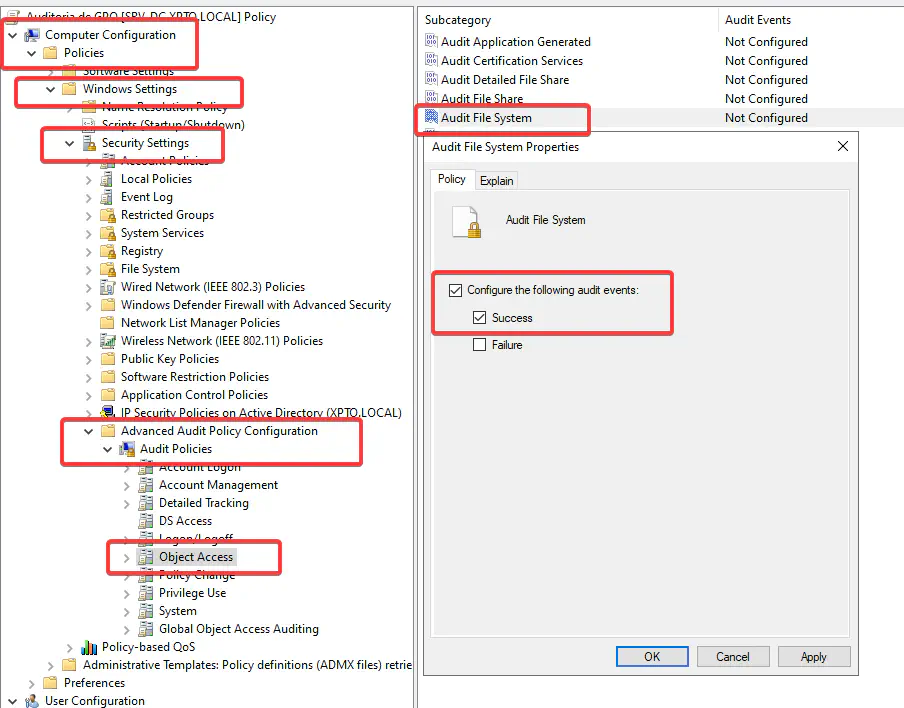 Auditoria de GPO [SRV_DC.XPTO.LOCAL] Policy
Computer Configuration
Policies
Software Settings
Windows Settings
Name Resolution Policy
Scripts (Startup/Shutdown)
Security Settings
Account Policies
Local Policies
Event Log
Restricted Groups
System Services
Registry
File System
Wired Network (IEEE 802.3) Policies
Windows Defender Firewall with Advanced Security
Network List Manager Policies
Wireless Network (IEEE 802.11) Policies
Public Key Policies
Software Restriction Policies
Application Control Policies
IP Security Policies on Active Directory (XPTO.LOCAL)
Advanced Audit Policy Configuration
Audit Policies
Account Logon
Account Management
Detailed Tracking
DS Access
Logon/Logoff
Object Access
Policy Change
Privilege Use
System
Global Object Access Auditing
Policy-based QoS
Administrative Templates: Policy definitions (ADMX files) retrie
Preferences
User Configuration
Subcategory Audit Events
Audit Application Generated Not Configured
Audit Certification Services Not Configured
Audit Detailed File Share Not Configured
Audit File Share Not Configured
Audit File System Not Configured
Audit File System Properties
Policy Explain
Audit File System
Configure the following audit events:
Success
Failure
OK Cancel Apply